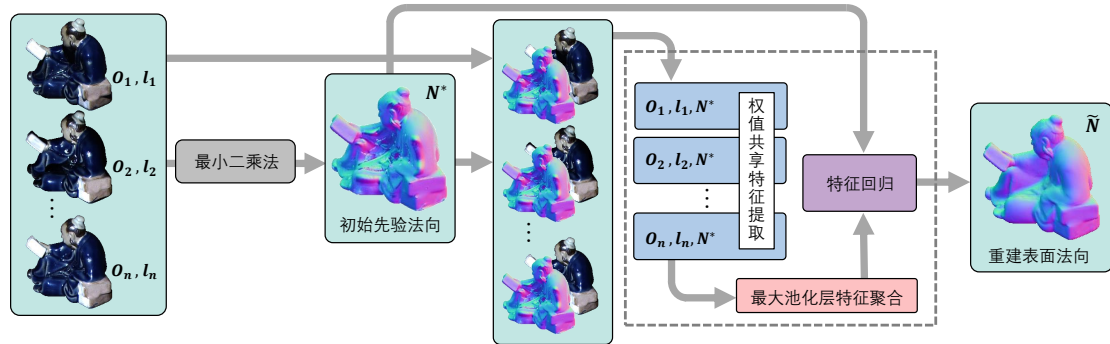 O₁, l₁
O₂, l₂
⋮
Oₙ, lₙ
最小二乘法
N*
初始先验法向
⋮
O₁, l₁, N*
O₂, l₂, N*
⋮
Oₙ, lₙ, N*
权值共享特征提取
最大池化层特征聚合
特征回归
Ñ
重建表面法向